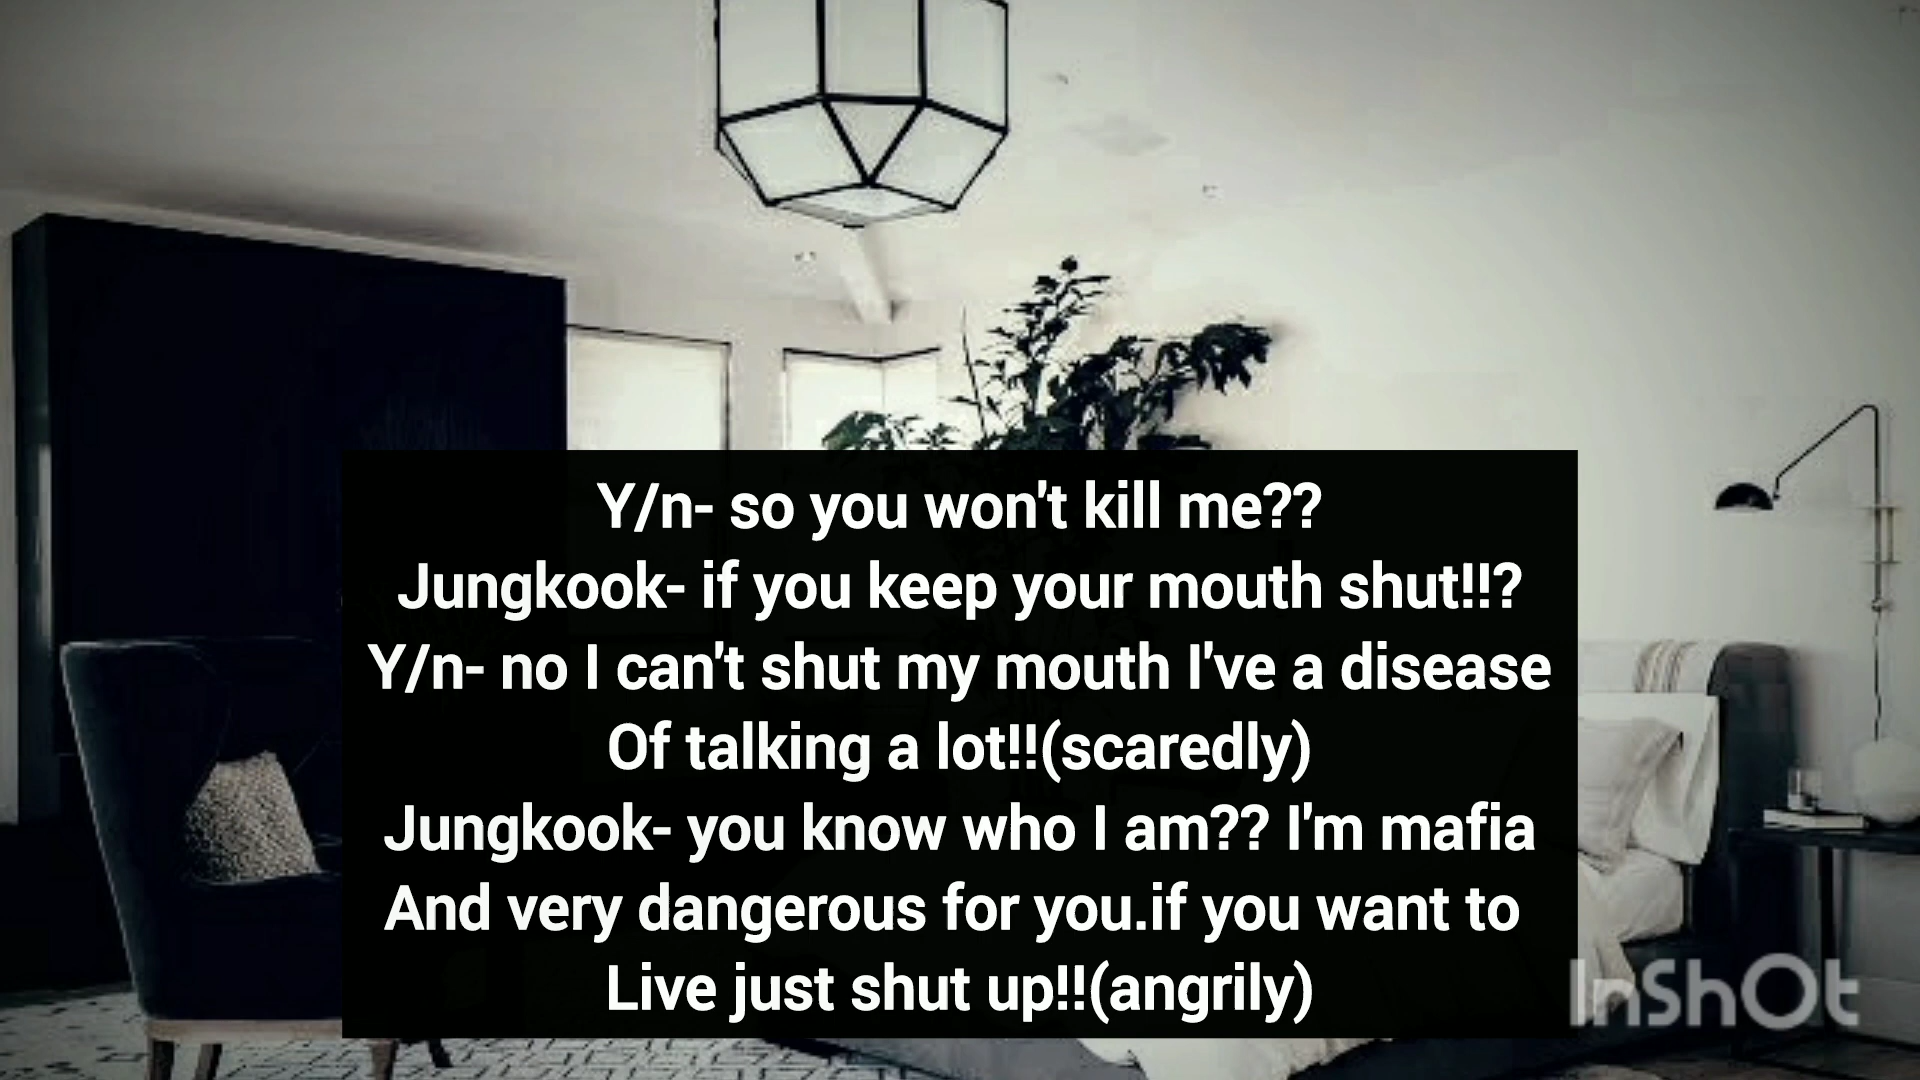 Y/n- so you won't kill me??
Jungkook- if you keep your mouth shut!!?
Y/n- no I can't shut my mouth I've a disease
Of talking a lot!!(scaredly)
Jungkook- you know who I am?? I'm mafia
And very dangerous for you.if you want to
Live just shut up!!(angrily)
InShOt